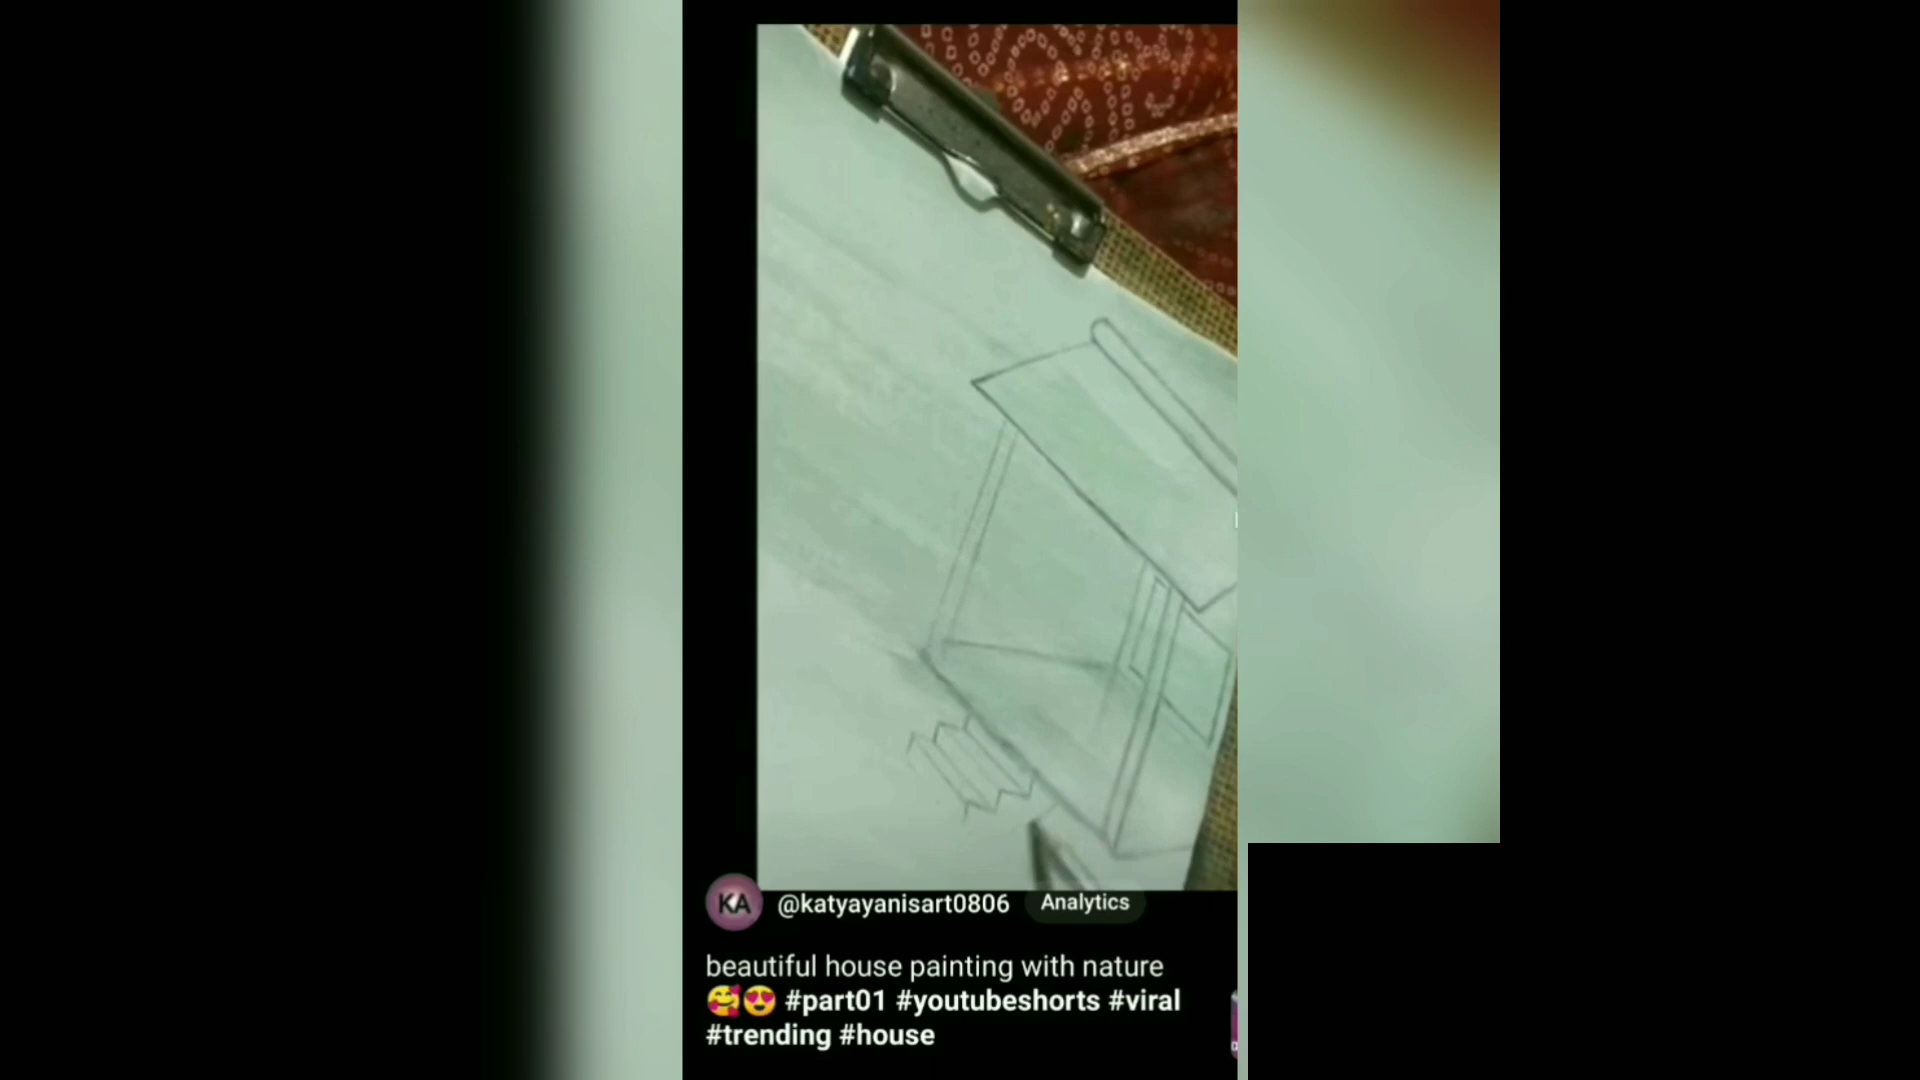 KA @katyayanisart0806 Analytics
beautiful house painting with nature
🥰😍 #part01 #youtubeshorts #viral
#trending #house